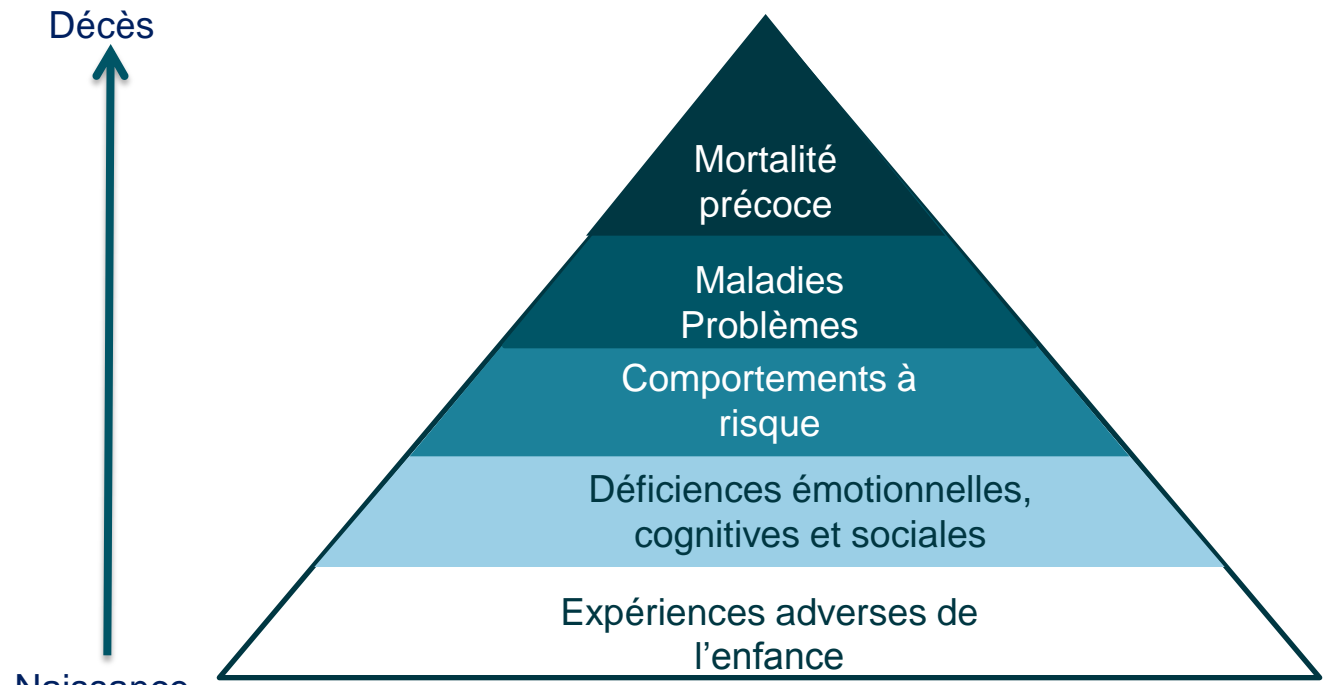 Décès
Mortalité
précoce
Maladies
Problèmes
Comportements à
risque
Déficiences émotionnelles,
cognitives et sociales
Expériences adverses de
l’enfance
Naissance